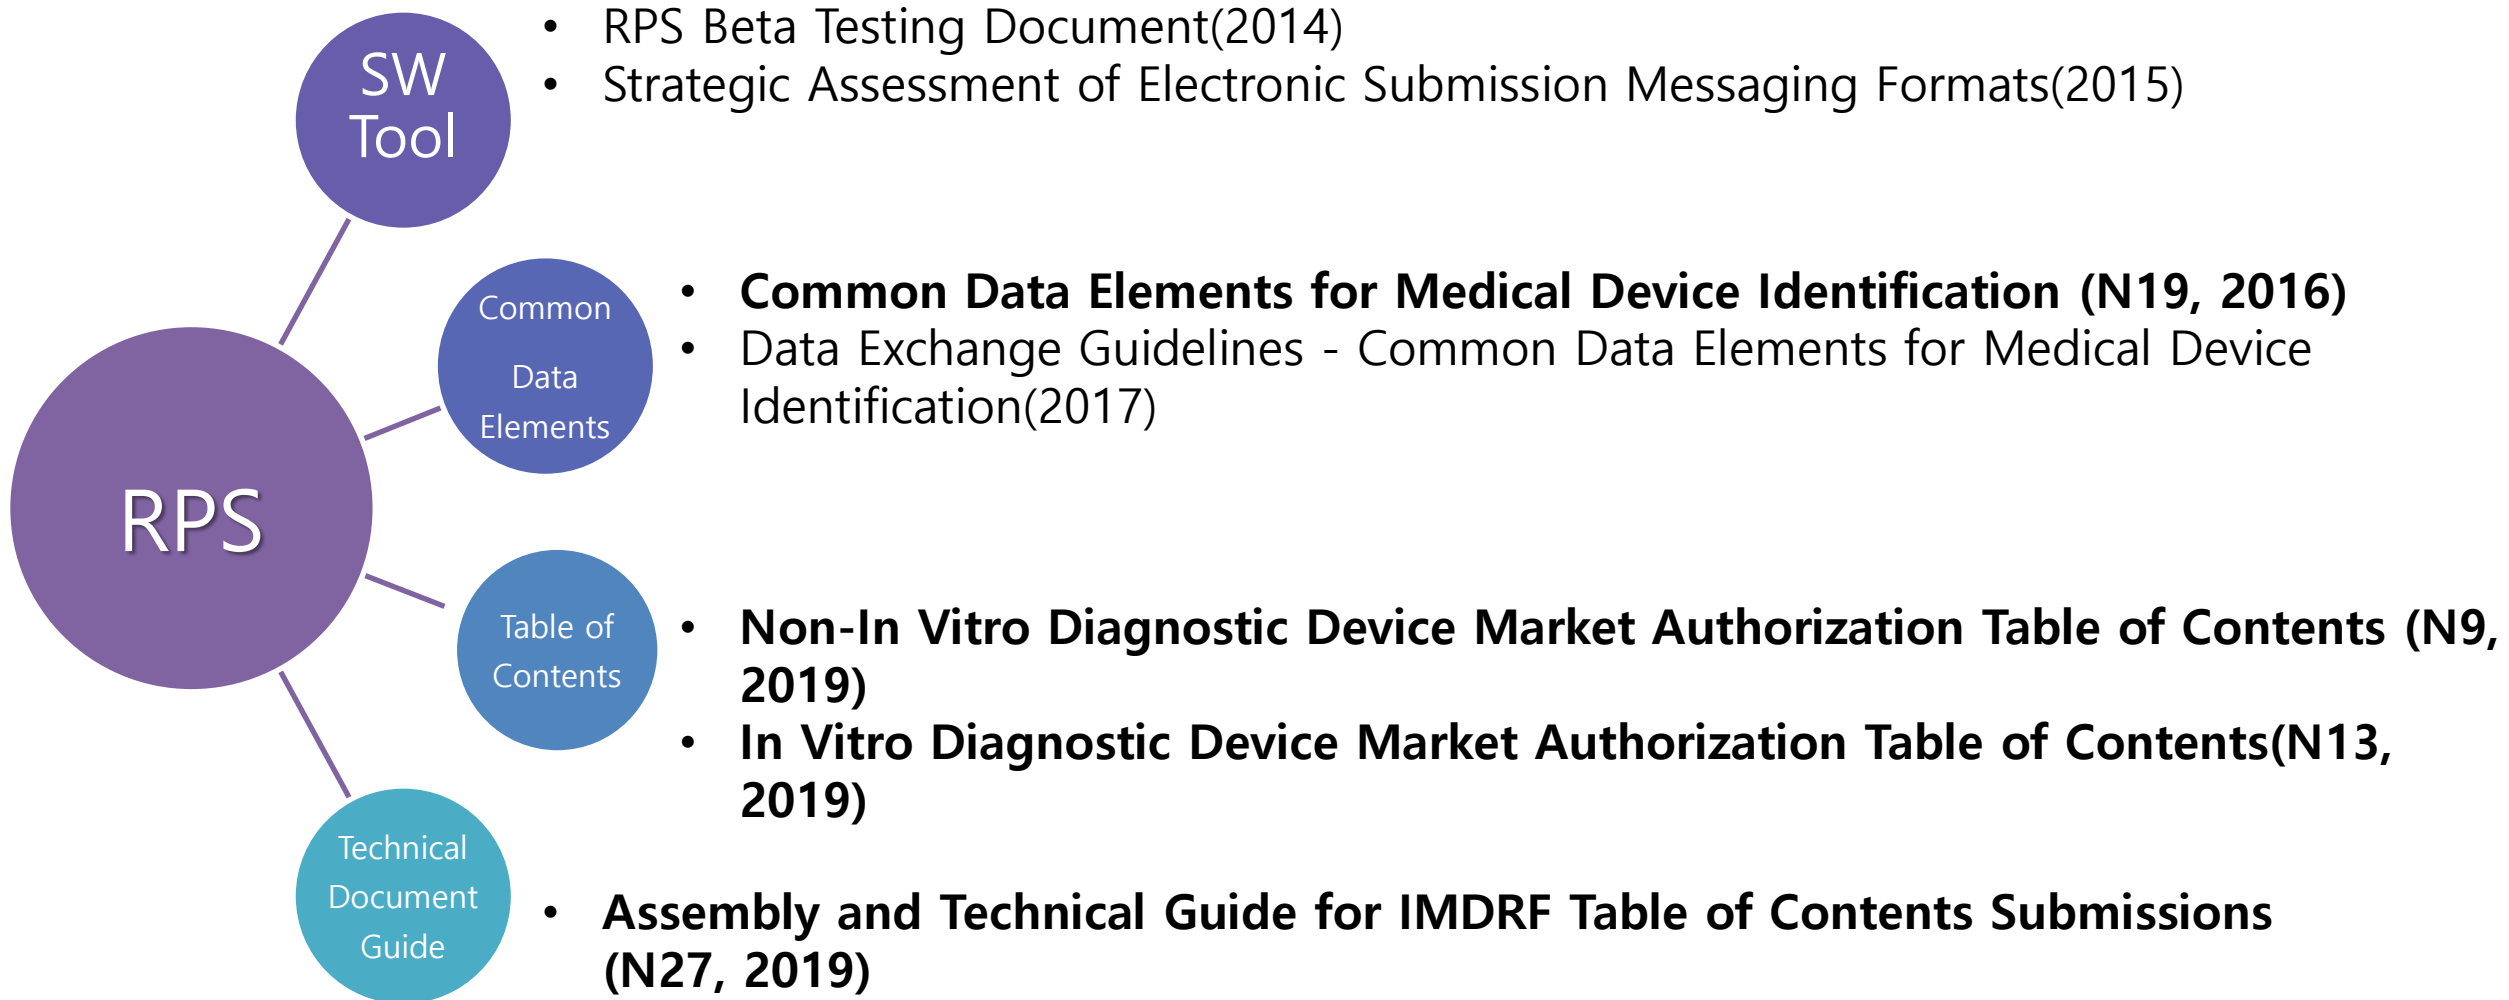 SW
Tool
• RPS Beta Testing Document(2014)
• Strategic Assessment of Electronic Submission Messaging Formats(2015)
Common
Data
Elements
• Common Data Elements for Medical Device Identification (N19, 2016)
• Data Exchange Guidelines - Common Data Elements for Medical Device
Identification(2017)
RPS
Table of
Contents
• Non-In Vitro Diagnostic Device Market Authorization Table of Contents (N9,
2019)
• In Vitro Diagnostic Device Market Authorization Table of Contents(N13,
2019)
Technical
Document
Guide
• Assembly and Technical Guide for IMDRF Table of Contents Submissions
(N27, 2019)